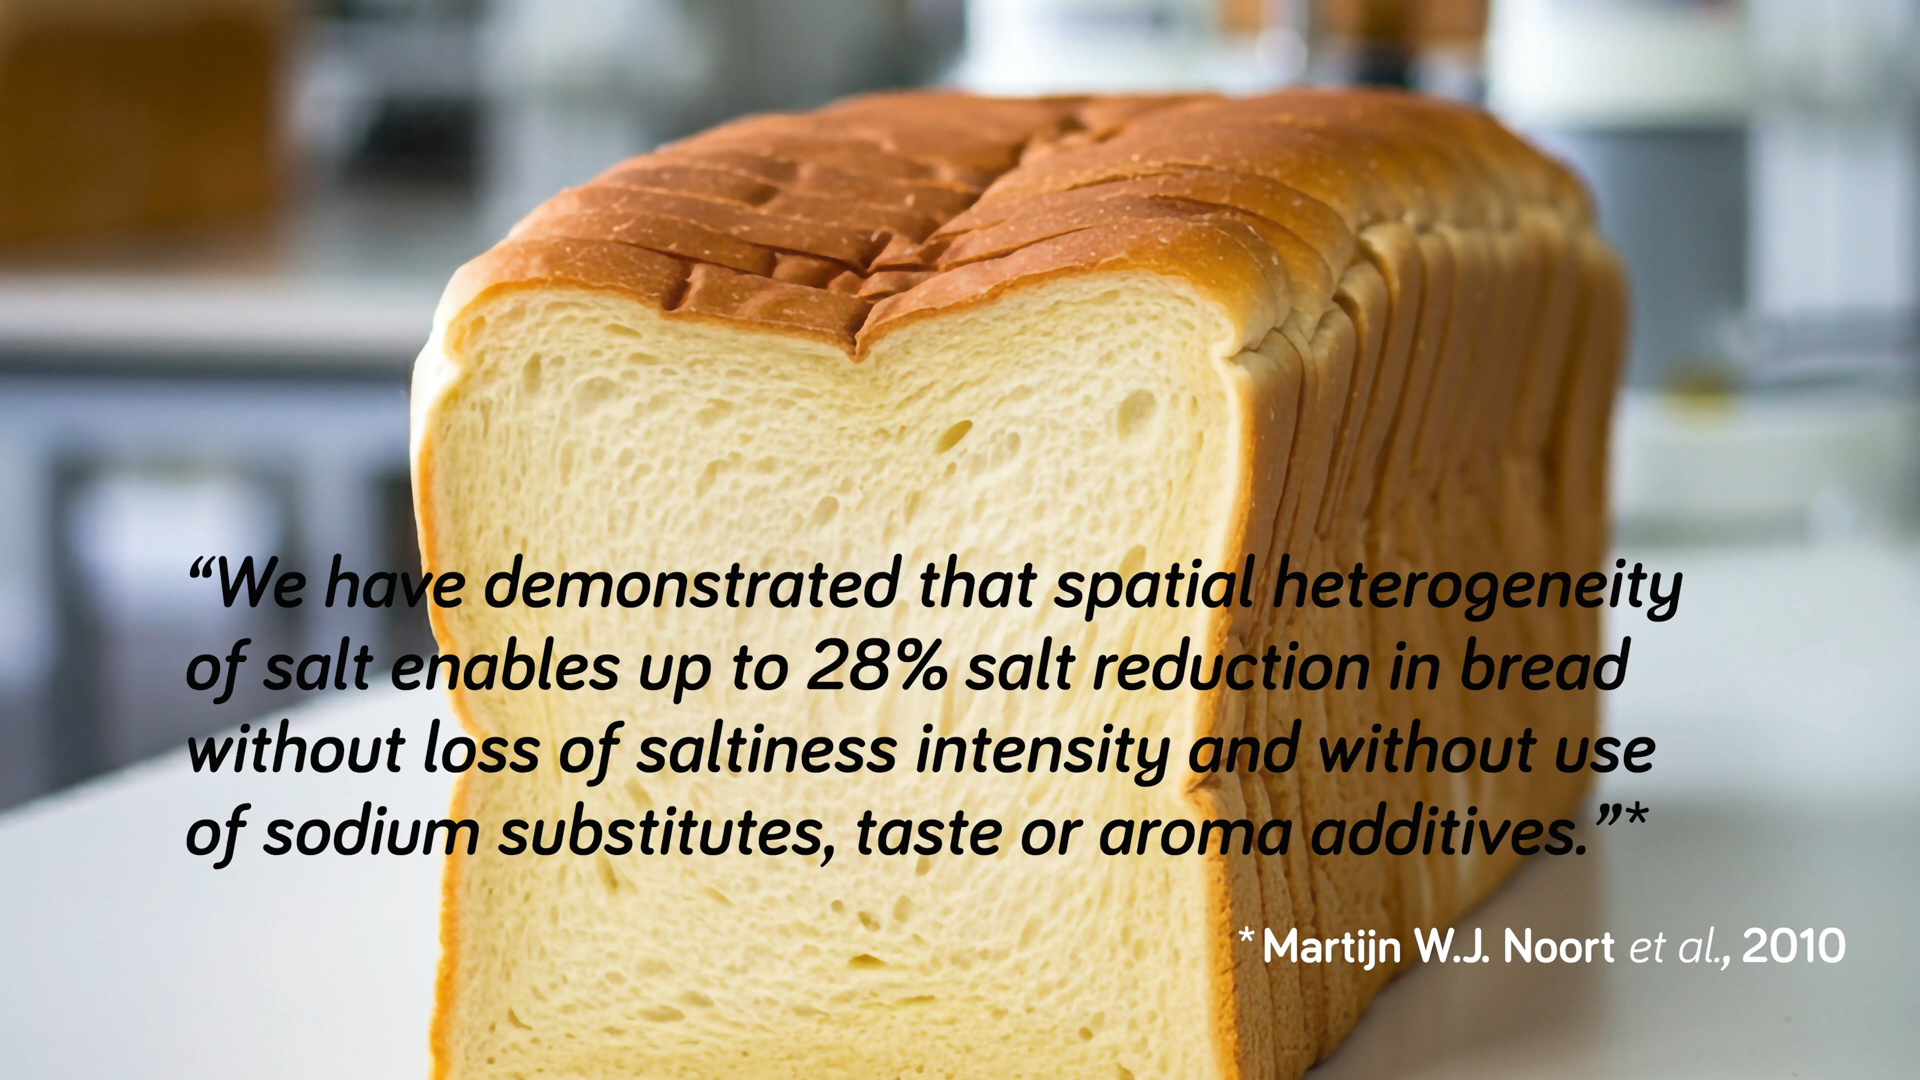 “We have demonstrated that spatial heterogeneity
of salt enables up to 28% salt reduction in bread
without loss of saltiness intensity and without use
of sodium substitutes, taste or aroma additives.”*
* Martijn W.J. Noort et al., 2010